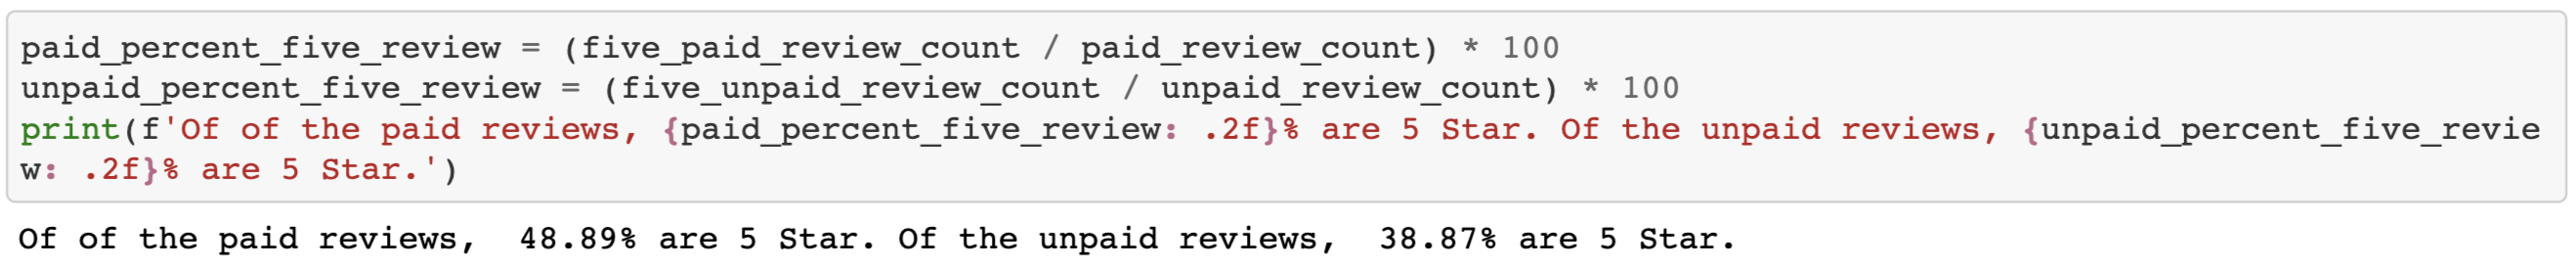 paid_percent_five_review = (five_paid_review_count / paid_review_count) * 100
unpaid_percent_five_review = (five_unpaid_review_count / unpaid_review_count) * 100
print(f'Of of the paid reviews, {paid_percent_five_review: .2f}% are 5 Star. Of the unpaid reviews, {unpaid_percent_five_revie
w: .2f}% are 5 Star.')
Of of the paid reviews,  48.89% are 5 Star. Of the unpaid reviews,  38.87% are 5 Star.